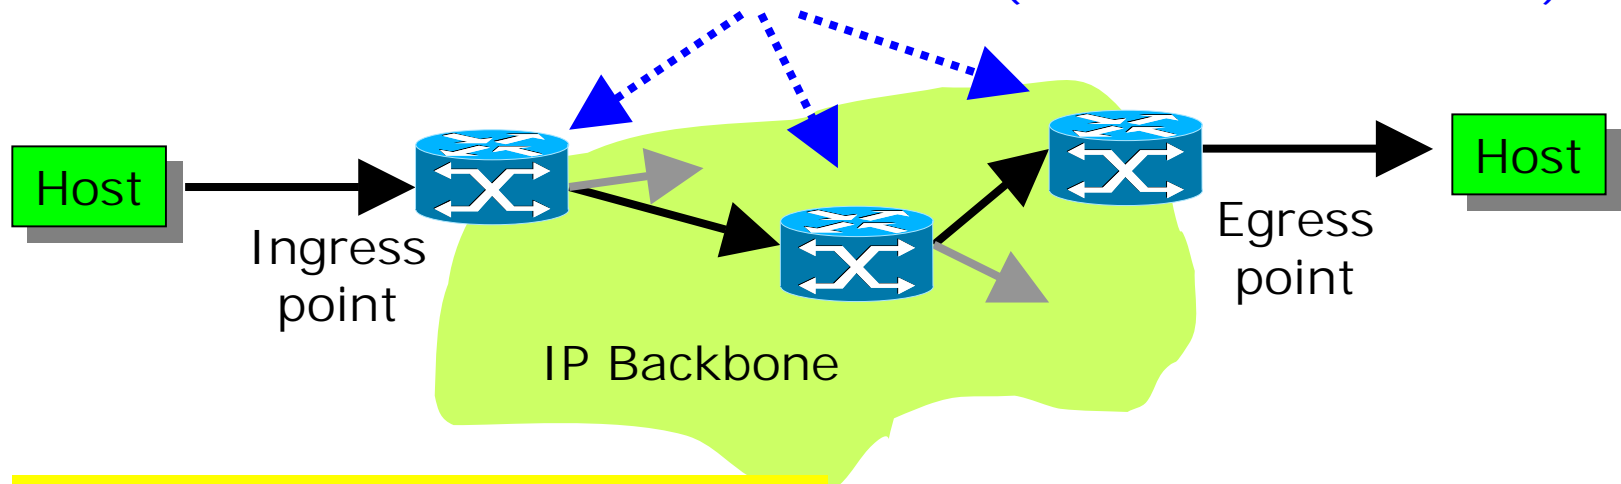 Host
Host
Ingress
point
Egress
point
IP Backbone